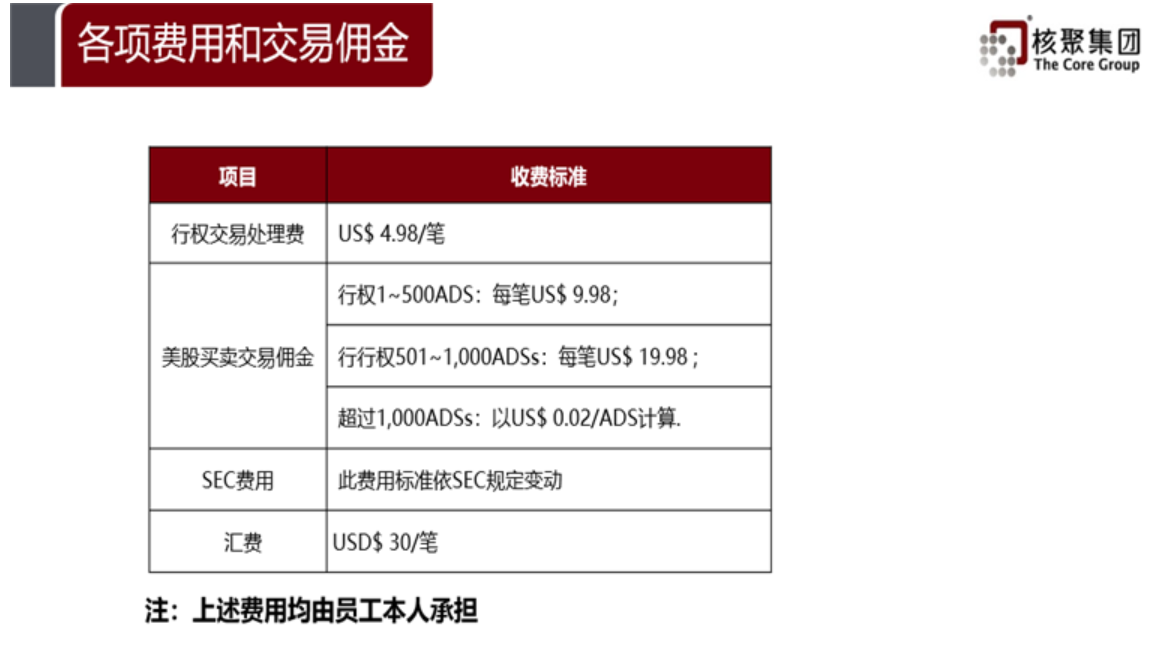 各项费用和交易佣金
核聚集团
The Core Group
项目
收费标准
行权交易处理费
US$ 4.98/笔
美股买卖交易佣金
行权1~500ADS：每笔US$ 9.98;
行行权501~1,000ADSs：每笔US$ 19.98 ;
超过1,000ADSs：以US$ 0.02/ADS计算.
SEC费用
此费用标准依SEC规定变动
汇费
USD$ 30/笔
注：上述费用均由员工本人承担